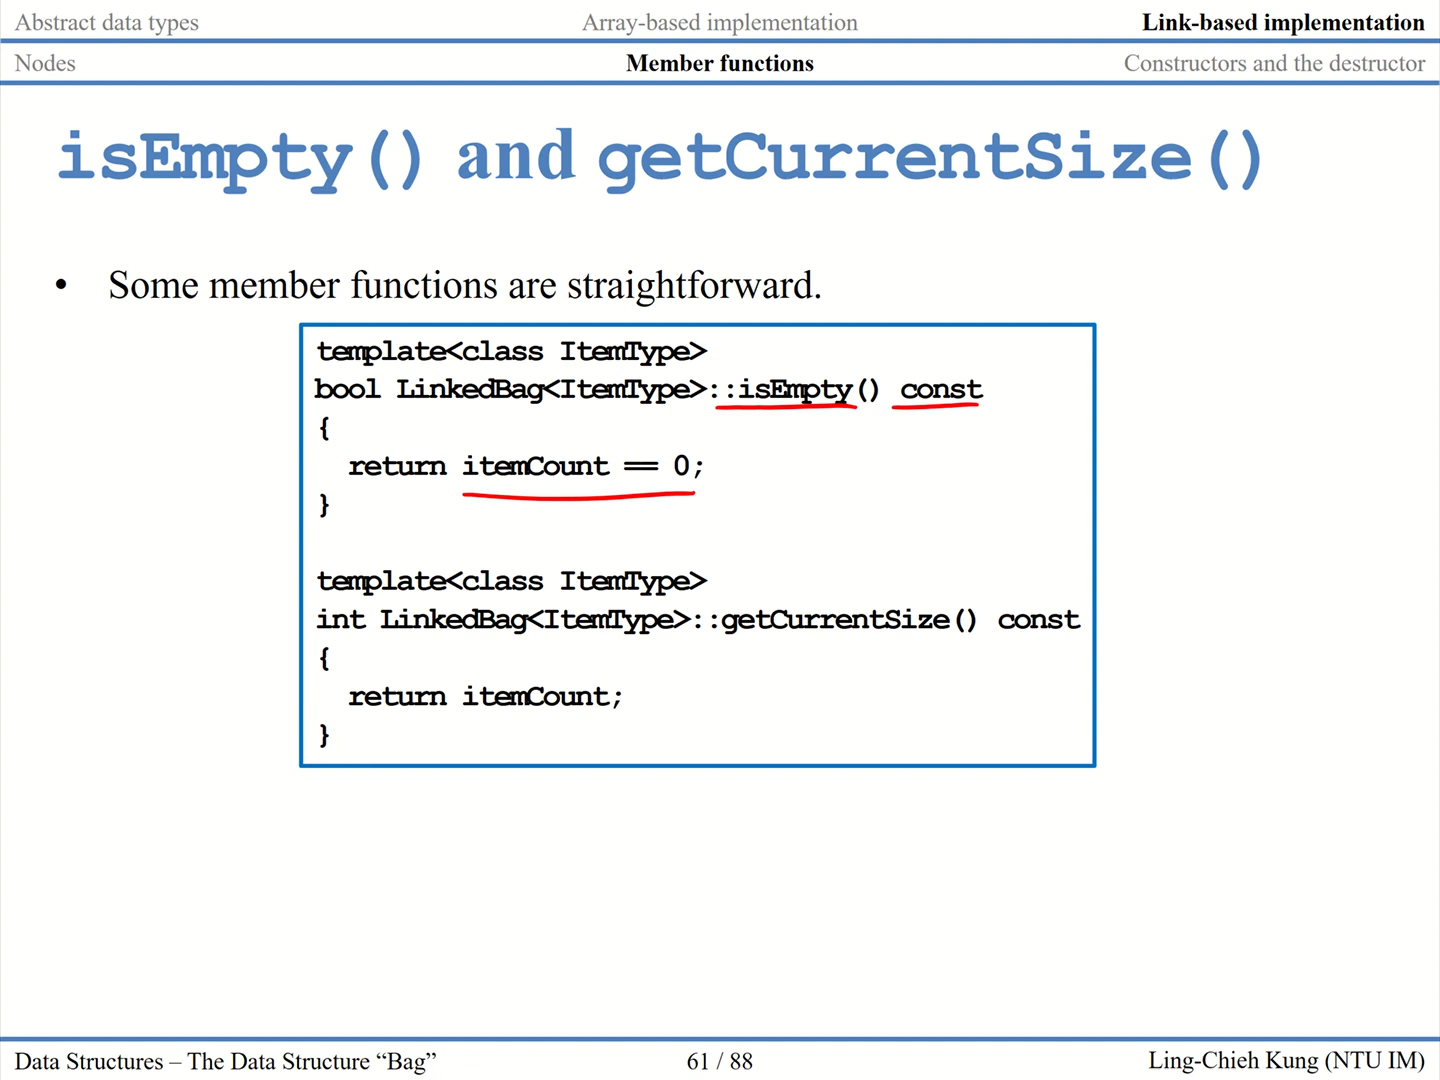 Abstract data types Array-based implementation Link-based implementation
Nodes Member functions Constructors and the destructor
isEmpty() and getCurrentSize()
• Some member functions are straightforward.
template<class ItemType>
bool LinkedBag<ItemType>::isEmpty() const
{
  return itemCount == 0;
}
template<class ItemType>
int LinkedBag<ItemType>::getCurrentSize() const
{
  return itemCount;
}
Data Structures – The Data Structure “Bag” 61 / 88 Ling-Chieh Kung (NTU IM)